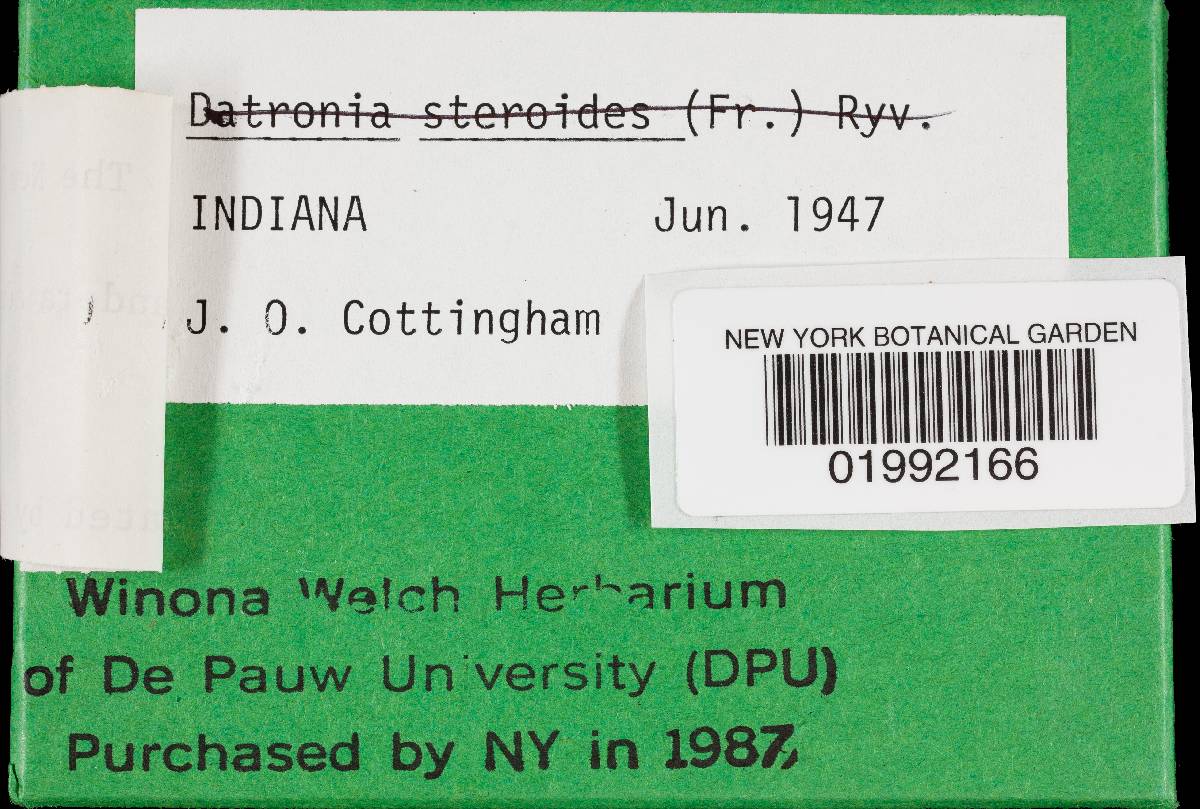 Datronia steroides (Fr.) Ryv.
INDIANA Jun. 1947
J. O. Cottingham
NEW YORK BOTANICAL GARDEN
01992166
Winona Welch Herbarium
of De Pauw University (DPU)
Purchased by NY in 1987